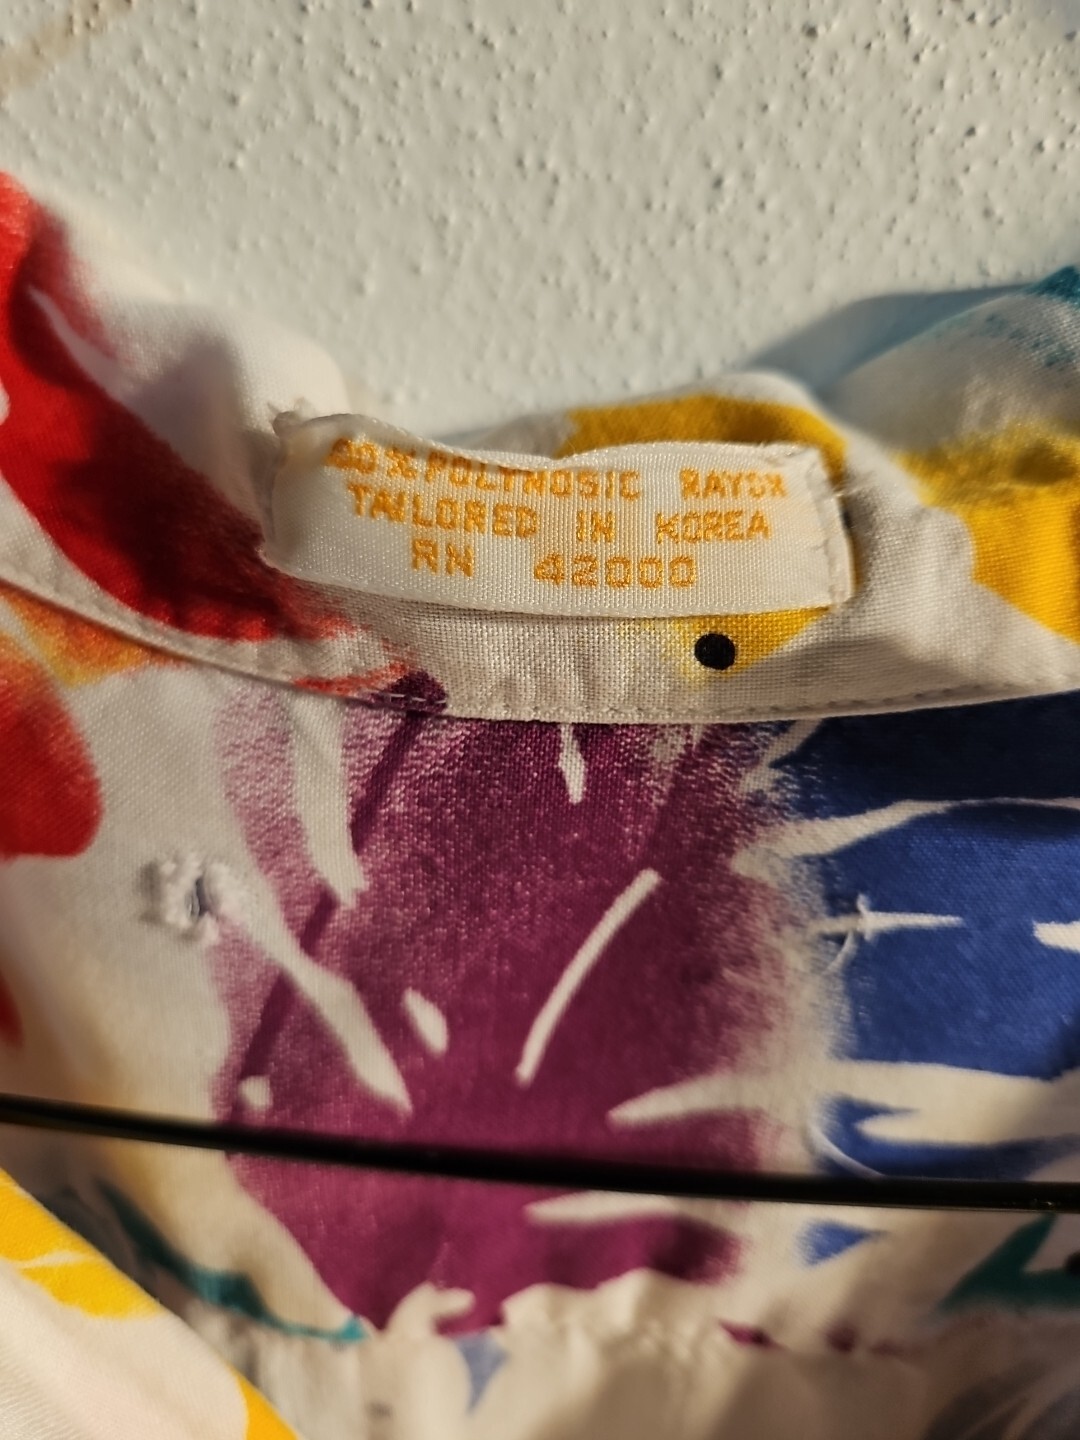 % POLYNOSIC RAYON
TAILORED IN KOREA
RN 42000